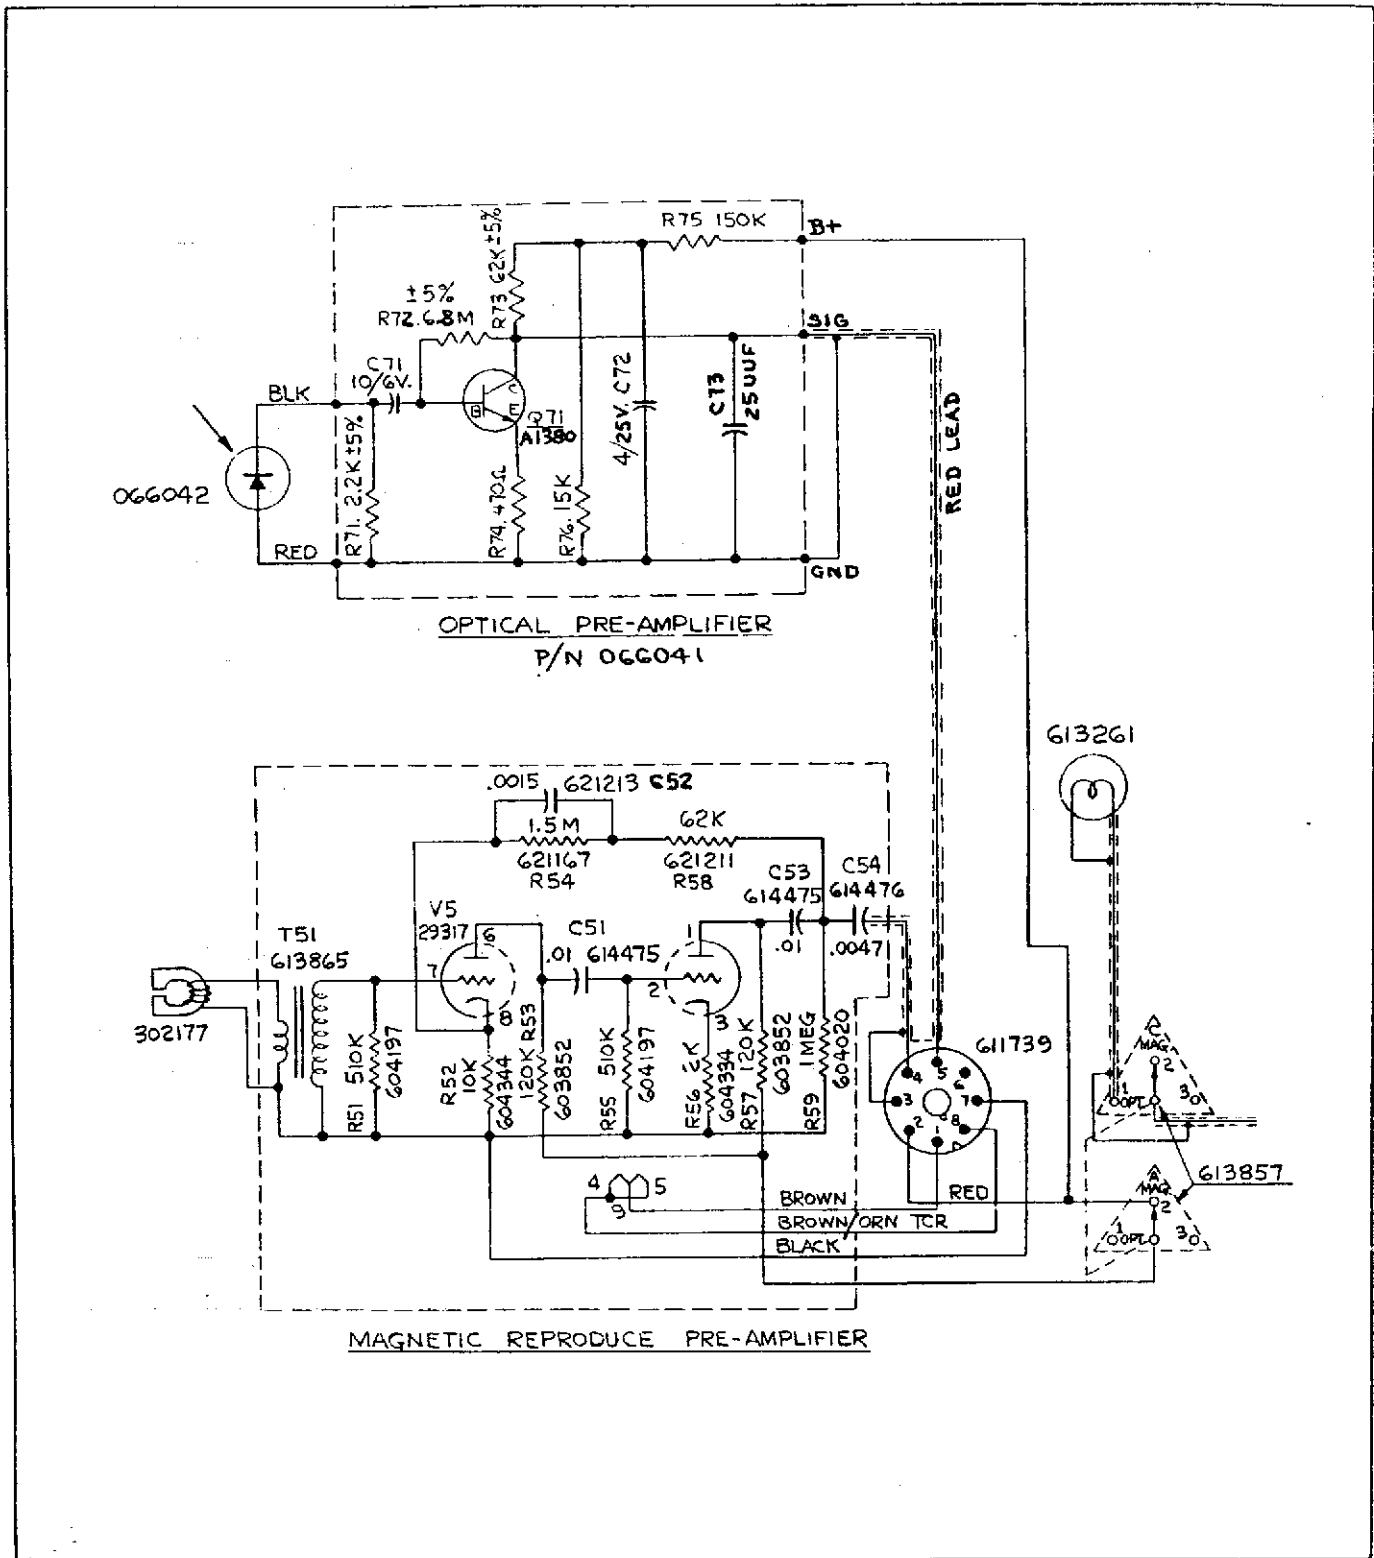 R75 150K
B+
R73 62K ±5%
±5%
R72. 6.8M
SIG
C71
10/6V.
BLK
B
C
E
Q71
A1380
4/25V. C72
C73
25UUF
RED LEAD
066042
R71. 2.2K ±5%
R74. 470Ω
R76. 15K
RED
GND
OPTICAL PRE-AMPLIFIER
P/N 066041
613261
.0015
621213 C52
1.5M
621167
R54
62K
621211
R58
C53
614475
.01
C54
614476
.0047
V5
29317
6
7
8
C51
.01 614475
1
2
3
T51
613865
302177
R51 510K
604197
R52
10K
604344
R53
120K
603852
R55 510K
604197
R56 2K
604334
R57 120K
603852
R59 1MEG
604020
611739
4
5
6
3
7
2
8
1
C
MAG
2
1
OPT.
3
613857
A
MAG
2
1
OPT.
3
4
5
9
BROWN
RED
BROWN/ORN TCR
BLACK
MAGNETIC REPRODUCE PRE-AMPLIFIER